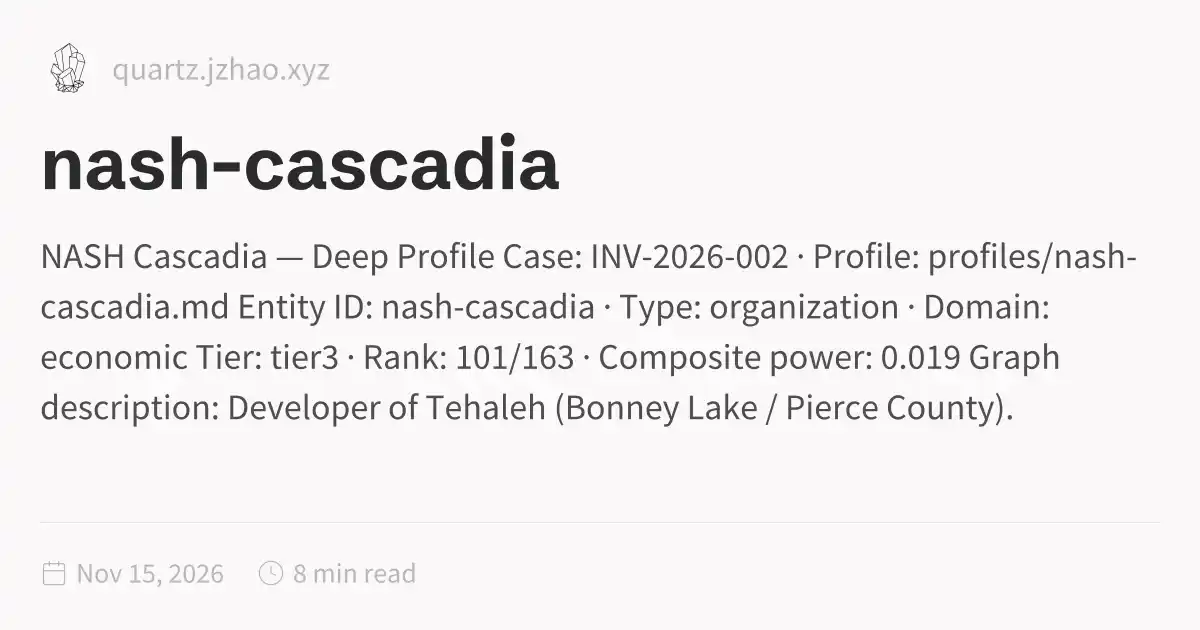 quartz.jzhao.xyz
nash-cascadia
NASH Cascadia — Deep Profile Case: INV-2026-002 · Profile: profiles/nash-
cascadia.md Entity ID: nash-cascadia · Type: organization · Domain:
economic Tier: tier3 · Rank: 101/163 · Composite power: 0.019 Graph
description: Developer of Tehaleh (Bonney Lake / Pierce County).
Nov 15, 2026 8 min read